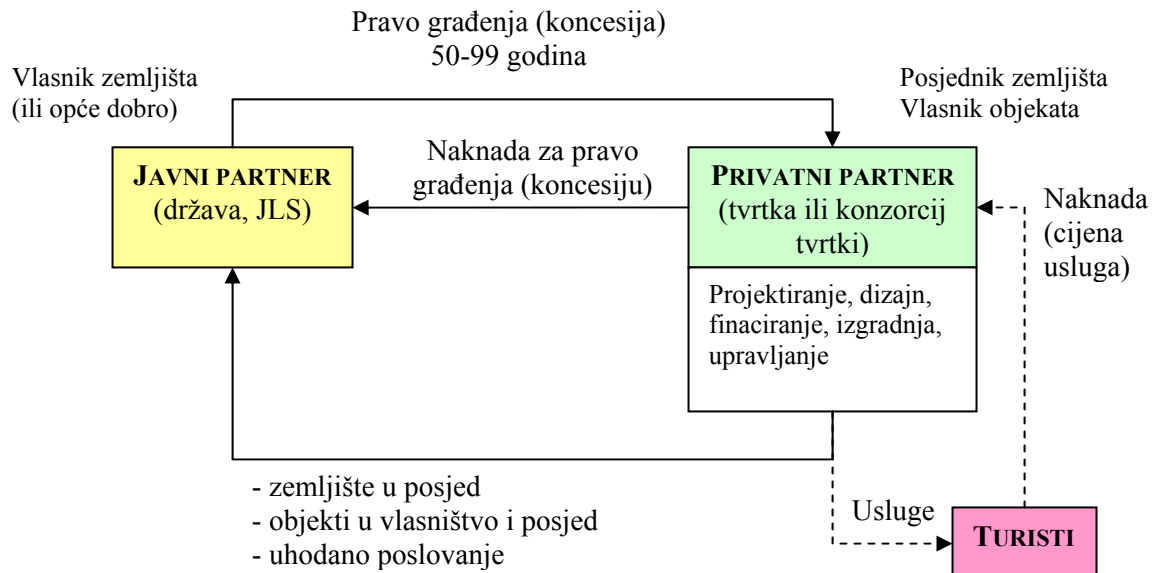 Pravo građenja (koncesija)
50-99 godina
Vlasnik zemljišta
(ili opće dobro)
Posjednik zemljišta
Vlasnik objekata
JAVNI PARTNER
(država, JLS)
Naknada za pravo
građenja (koncesiju)
PRIVATNI PARTNER
(tvrtka ili konzorcij
tvrtki)
Naknada
(cijena
usluga)
Projektiranje, dizajn,
finaciranje, izgradnja,
upravljanje
- zemljište u posjed
- objekti u vlasništvo i posjed
- uhodano poslovanje
Usluge
TURISTI